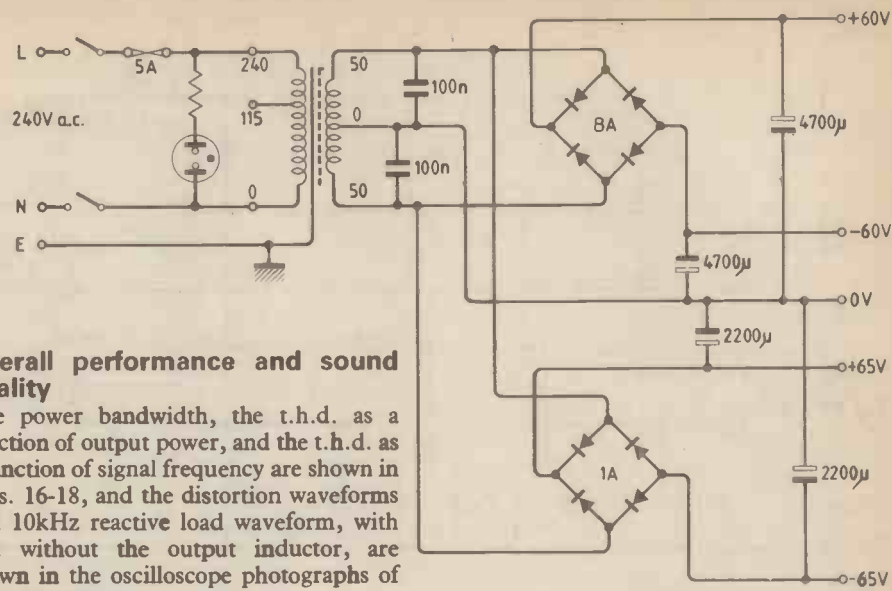 +60V
L
5A
240
50
100n
8A
4700μ
240V a.c.
115
0
100n
N
0
50
-60V
E
4700μ
0V
2200μ
+65V
1A
2200μ
-65V
erall performance and sound
ality
e power bandwidth, the t.h.d. as a
ction of output power, and the t.h.d. as
unction of signal frequency are shown in
s. 16-18, and the distortion waveforms
10kHz reactive load waveform, with
without the output inductor, are
wn in the oscilloscope photographs of